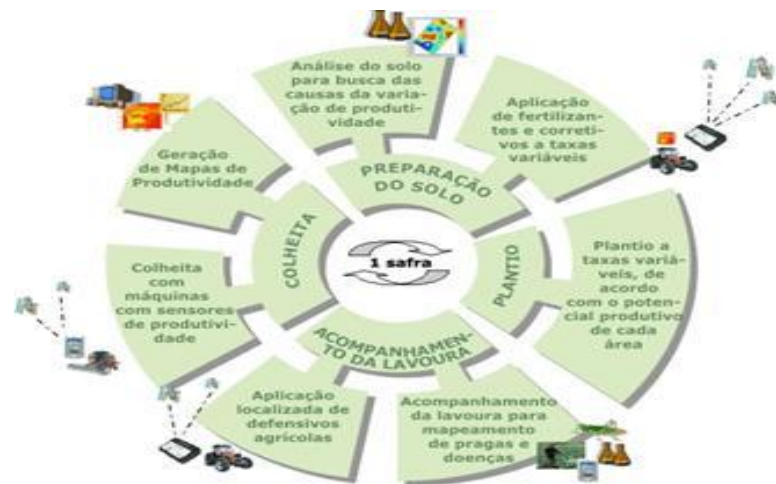 Análise do solo
para busca das
causas da varia-
ção de produti-
vidade
Aplicação
de fertilizan-
tes e correti-
vos a taxas
variáveis
Plantio a
taxas variá-
veis, de
acordo
com o poten-
cial produtivo
de cada
área
Acompanhamento
da lavoura para
mapeamento
de pragas e
doenças
Aplicação
localizada de
defensivos
agrícolas
Colheita
com
máquinas
com sensores
de produtivi-
dade
Geração
de Mapas de
Produtividade
PREPARAÇÃO
DO SOLO
PLANTIO
ACOMPANHAMEN-
TO DA LAVOURA
COLHEITA
1 safra